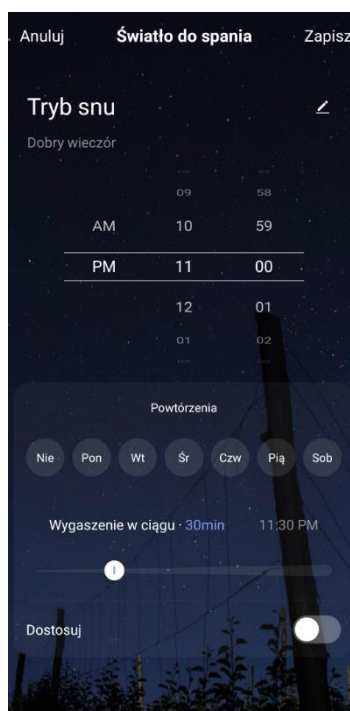 Anuluj Światło do spania Zapisz
Tryb snu
Dobry wieczór
09 58
AM 10 59
PM 11 00
12 01
01 02
Powtórzenia
Nie Pon Wt Śr Czw Pią Sob
Wygaszenie w ciągu · 30min 11:30 PM
Dostosuj